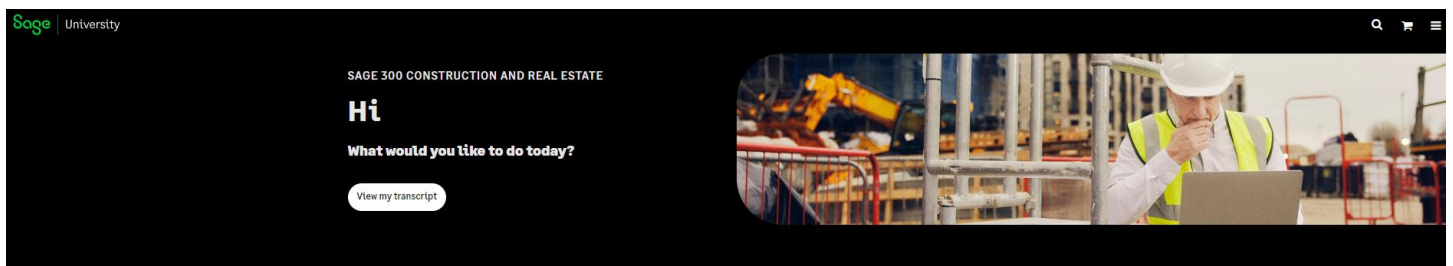 Sage University
SAGE 300 CONSTRUCTION AND REAL ESTATE
Hi
What would you like to do today?
View my transcript